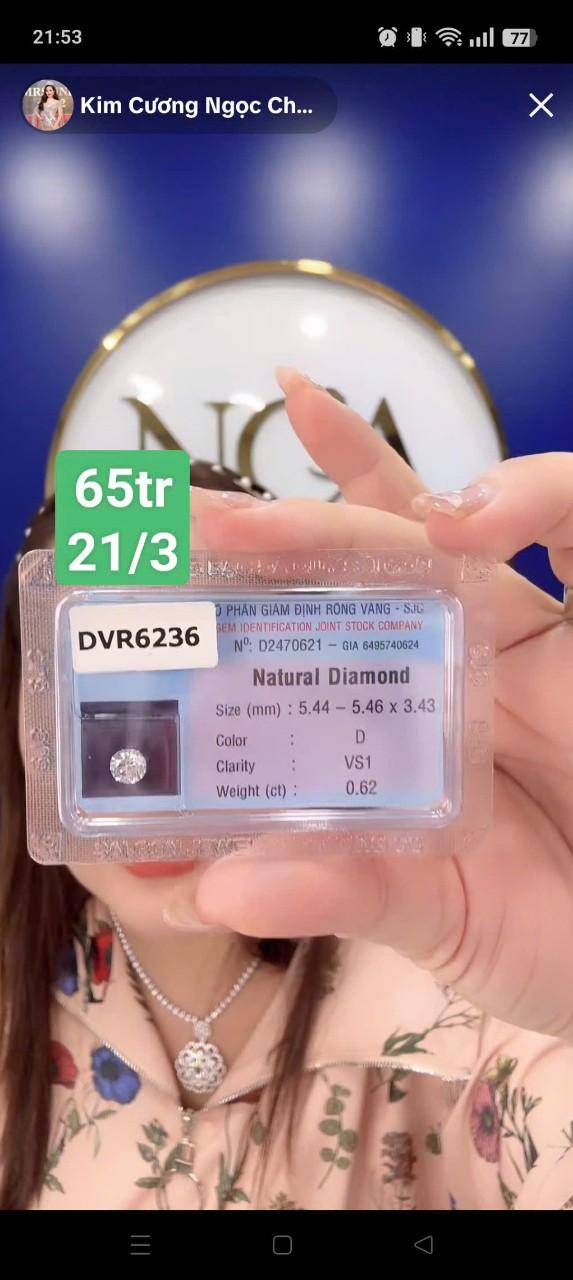 21:53
77
Kim Cương Ngọc Ch...
NGA
65tr
21/3
PHẦN GIÁM ĐỊNH RỒNG VÀNG - SJC
GEM IDENTIFICATION JOINT STOCK COMPANY
DVR6236
Nº: D2470621 – GIA 6495740624
Natural Diamond
Size (mm) : 5.44 – 5.46 x 3.43
Color : D
Clarity : VS1
Weight (ct) : 0.62